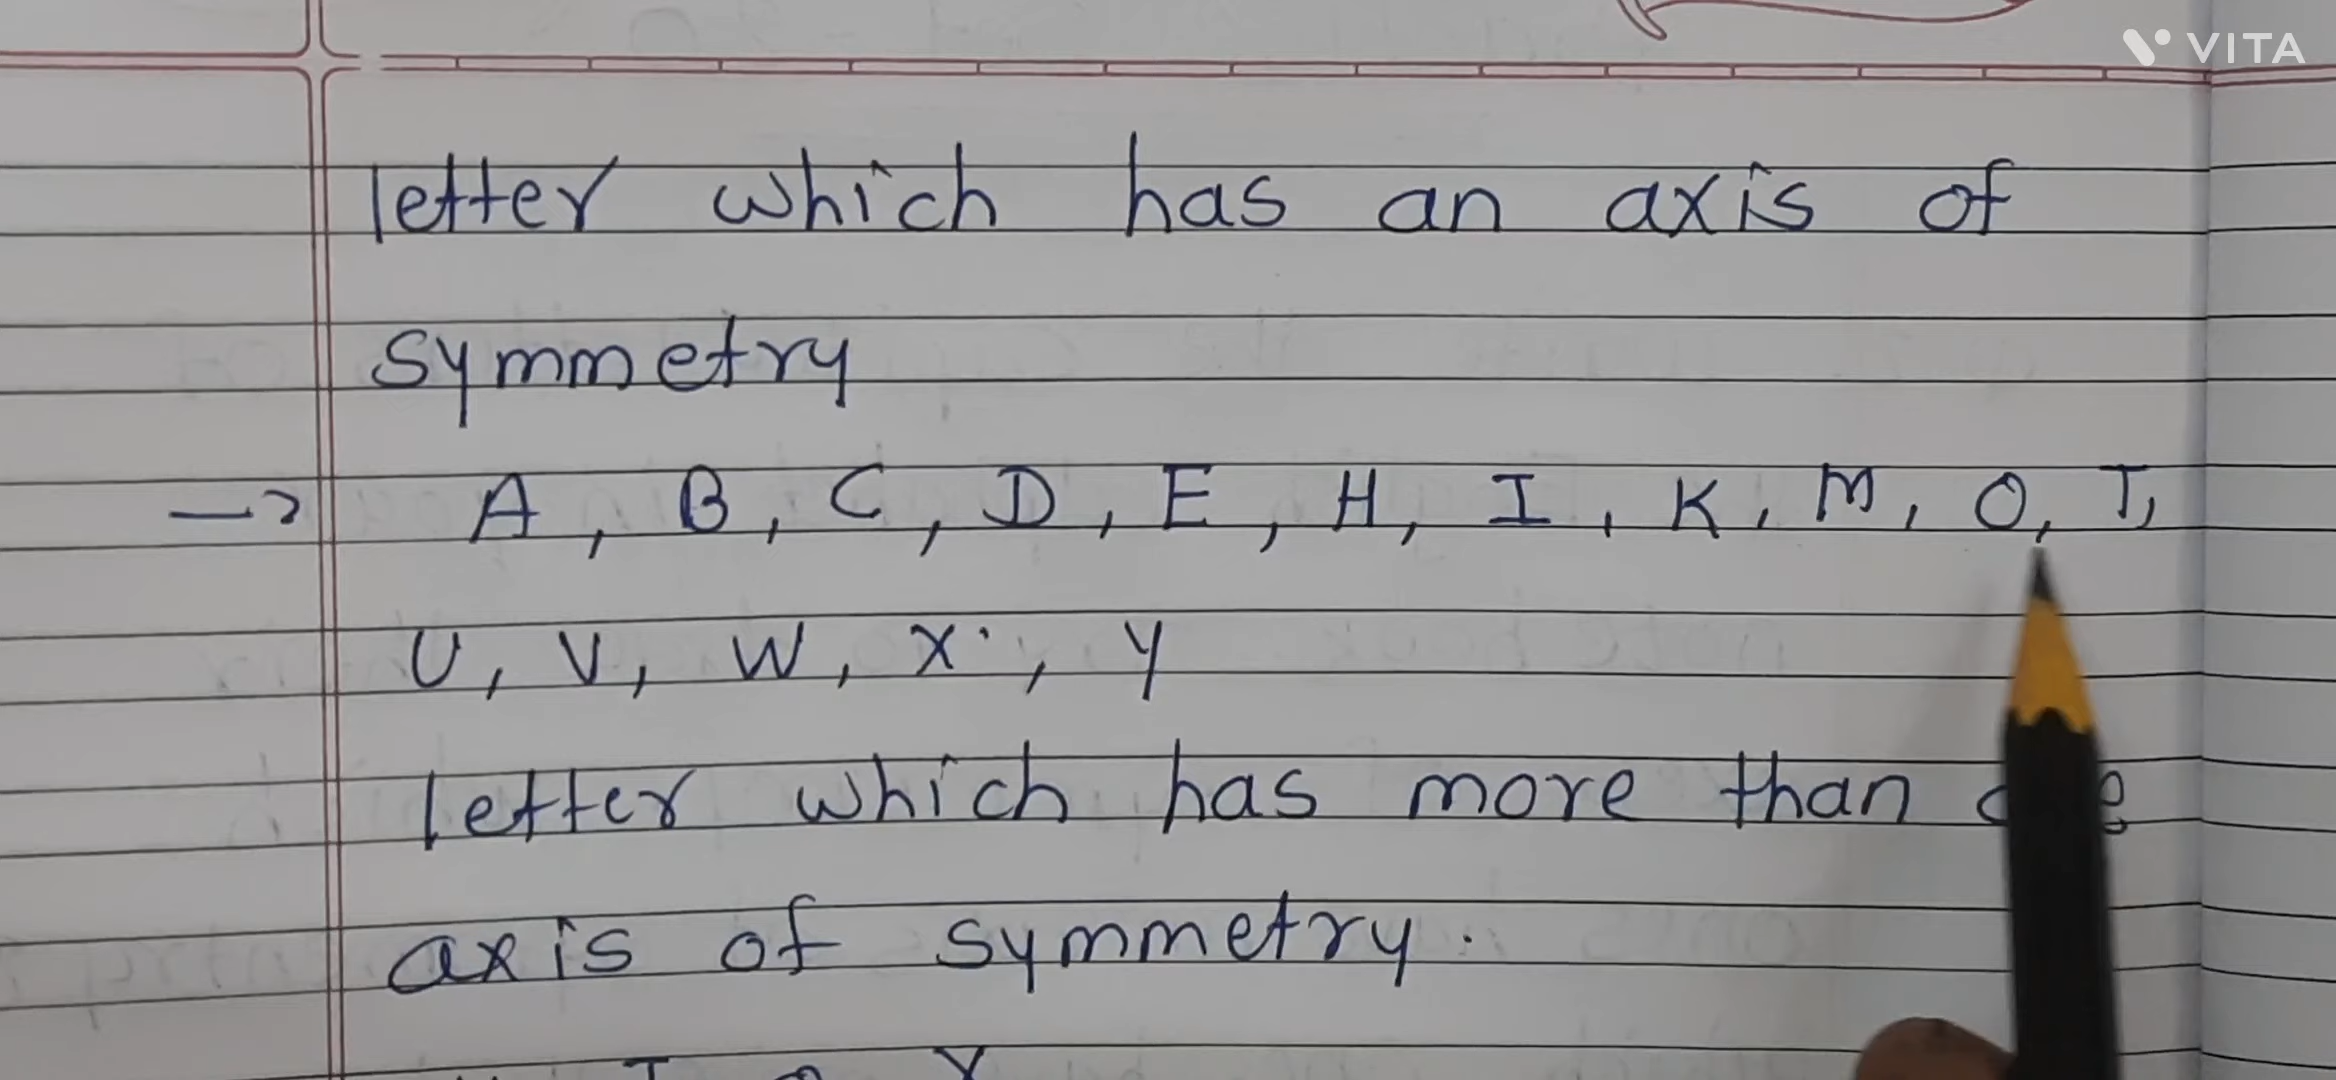 VITA
letter which has an axis of
symmetry
→ A, B, C, D, E, H, I, K, M, O, T,
U, V, W, X, Y
letter which has more than
axis of symmetry.